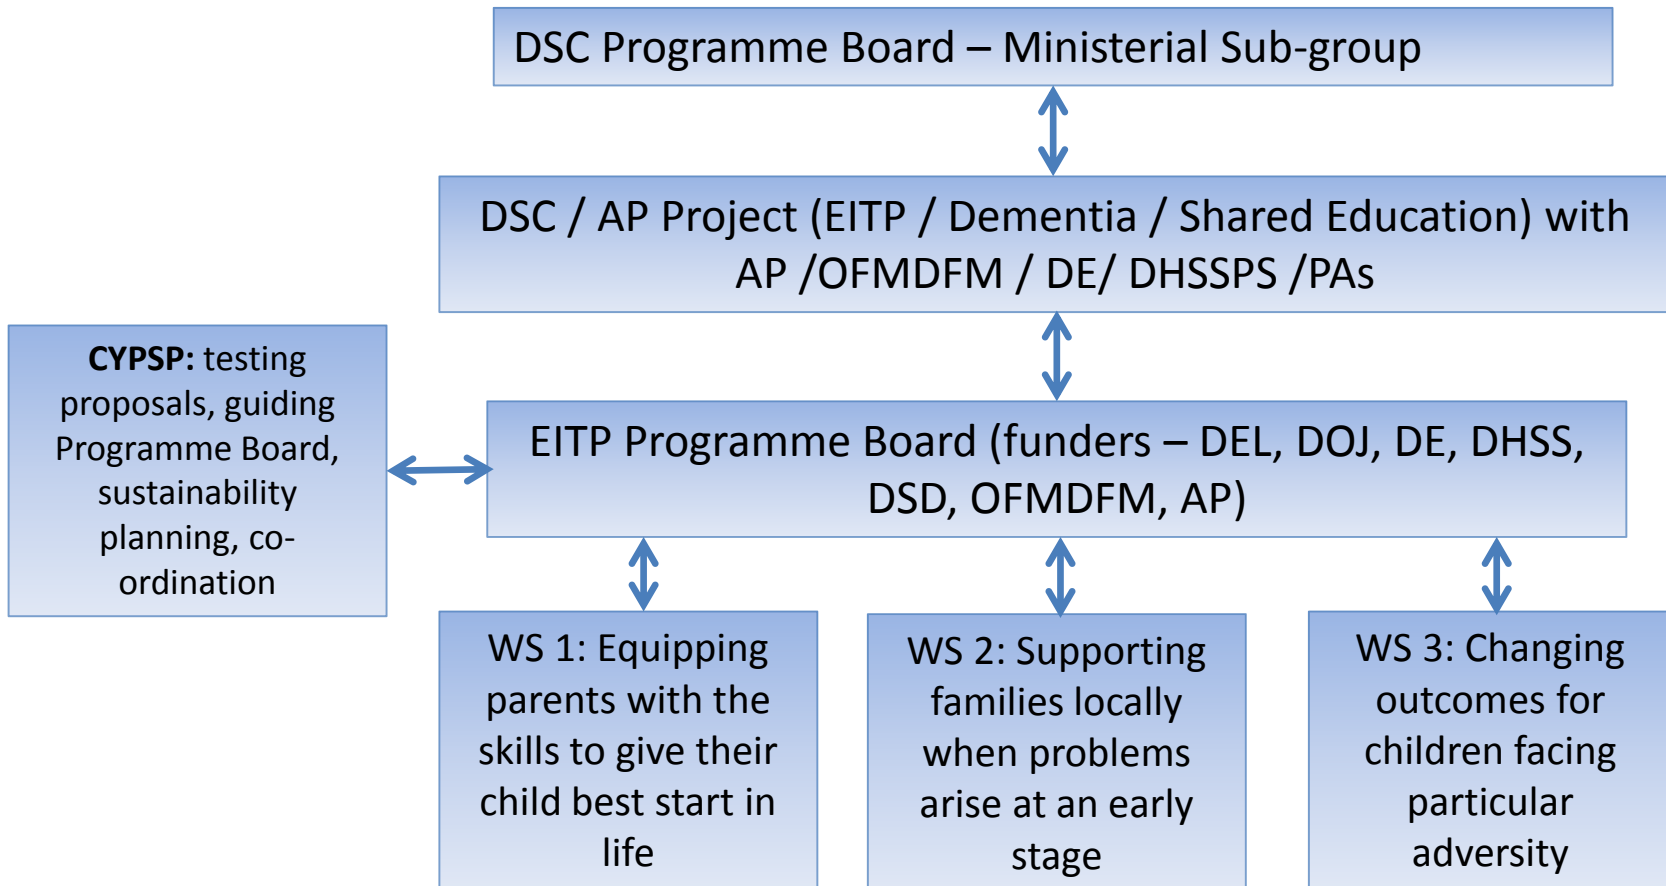 DSC Programme Board – Ministerial Sub-group
DSC / AP Project (EITP / Dementia / Shared Education) with
AP /OFMDFM / DE/ DHSSPS /PAs
CYPSP: testing
proposals, guiding
Programme Board,
sustainability
planning, co-
ordination
EITP Programme Board (funders – DEL, DOJ, DE, DHSS,
DSD, OFMDFM, AP)
WS 1: Equipping
parents with the
skills to give their
child best start in
life
WS 2: Supporting
families locally
when problems
arise at an early
stage
WS 3: Changing
outcomes for
children facing
particular
adversity